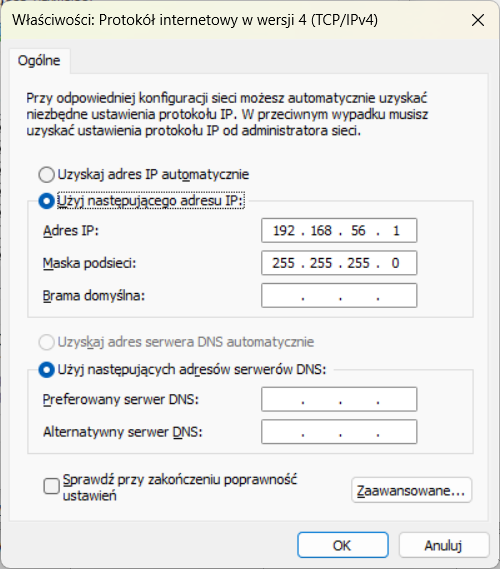 Właściwości: Protokół internetowy w wersji 4 (TCP/IPv4)
Ogólne
Przy odpowiedniej konfiguracji sieci możesz automatycznie uzyskać
niezbędne ustawienia protokołu IP. W przeciwnym wypadku musisz
uzyskać ustawienia protokołu IP od administratora sieci.
Uzyskaj adres IP automatycznie
Użyj następującego adresu IP:
Adres IP: 192 . 168 . 56 . 1
Maska podsieci: 255 . 255 . 255 . 0
Brama domyślna: . . .
Uzyskaj adres serwera DNS automatycznie
Użyj następujących adresów serwerów DNS:
Preferowany serwer DNS: . . .
Alternatywny serwer DNS: . . .
Sprawdź przy zakończeniu poprawność
ustawień
Zaawansowane...
OK Anuluj